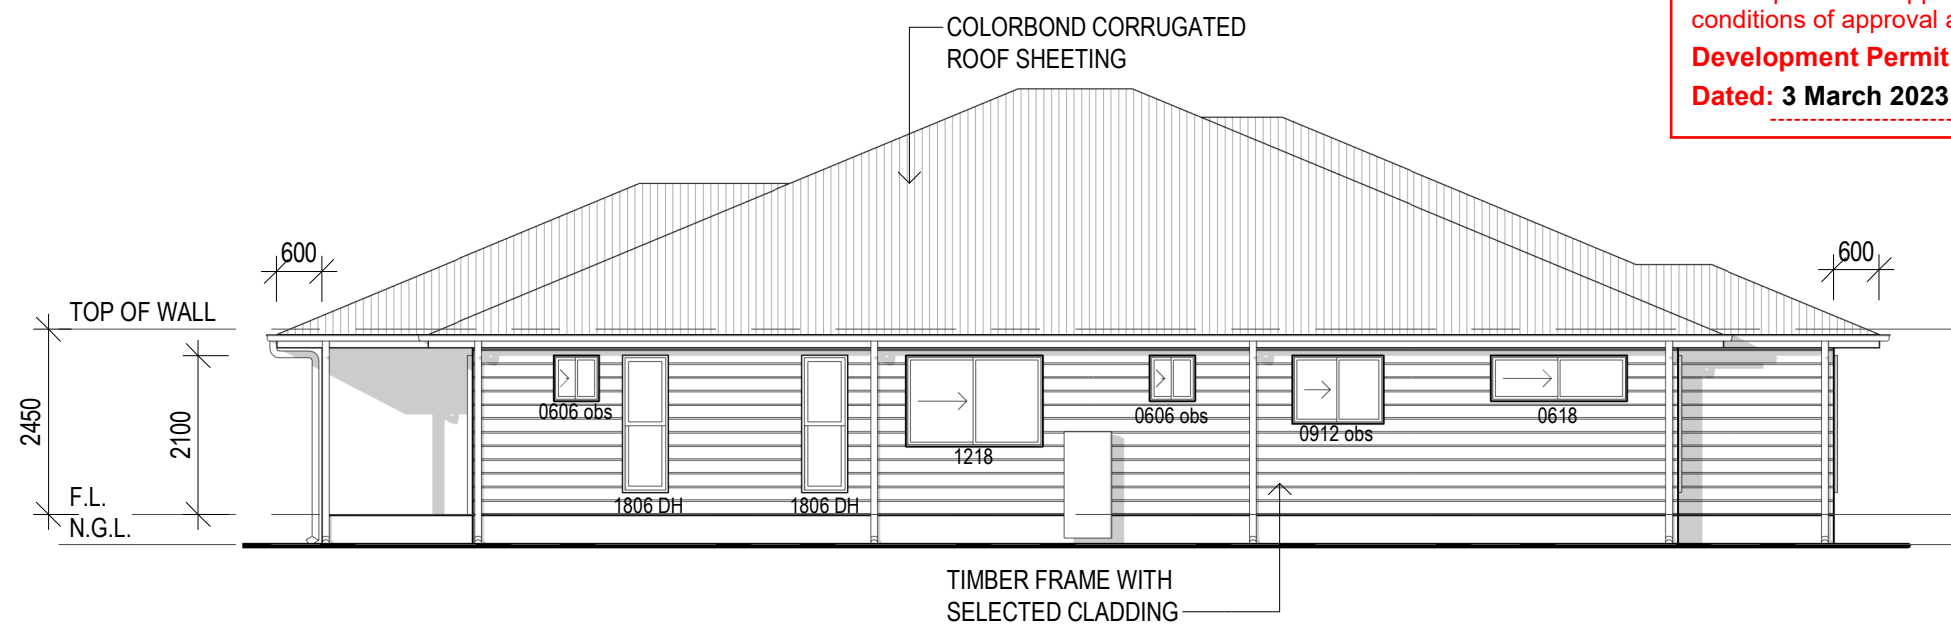 conditions of approval a
Development Permit
Dated: 3 March 2023
COLORBOND CORRUGATED
ROOF SHEETING
600
600
TOP OF WALL
2450
2100
F.L.
N.G.L.
0606 obs
1806 DH
1806 DH
1218
0606 obs
0912 obs
0618
TIMBER FRAME WITH
SELECTED CLADDING